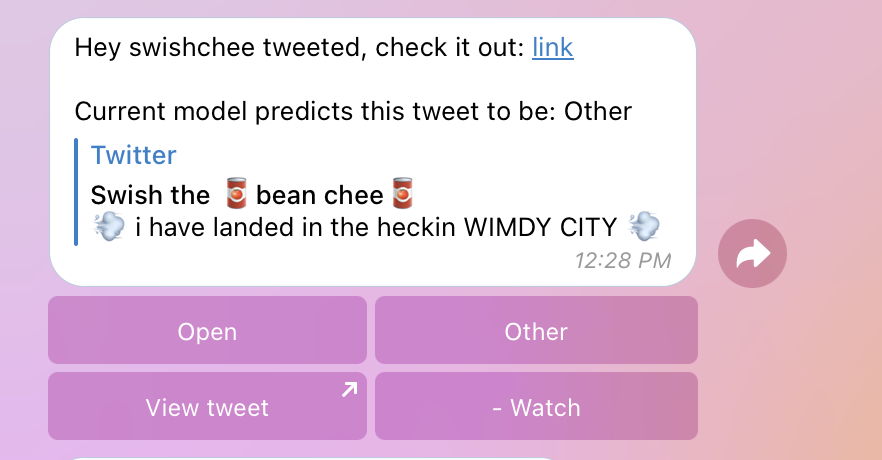 Hey swishchee tweeted, check it out: link
Current model predicts this tweet to be: Other
Twitter
Swish the 🥫 bean chee🥫
💨 i have landed in the heckin WIMDY CITY 💨
12:28 PM
Open
Other
View tweet
- Watch